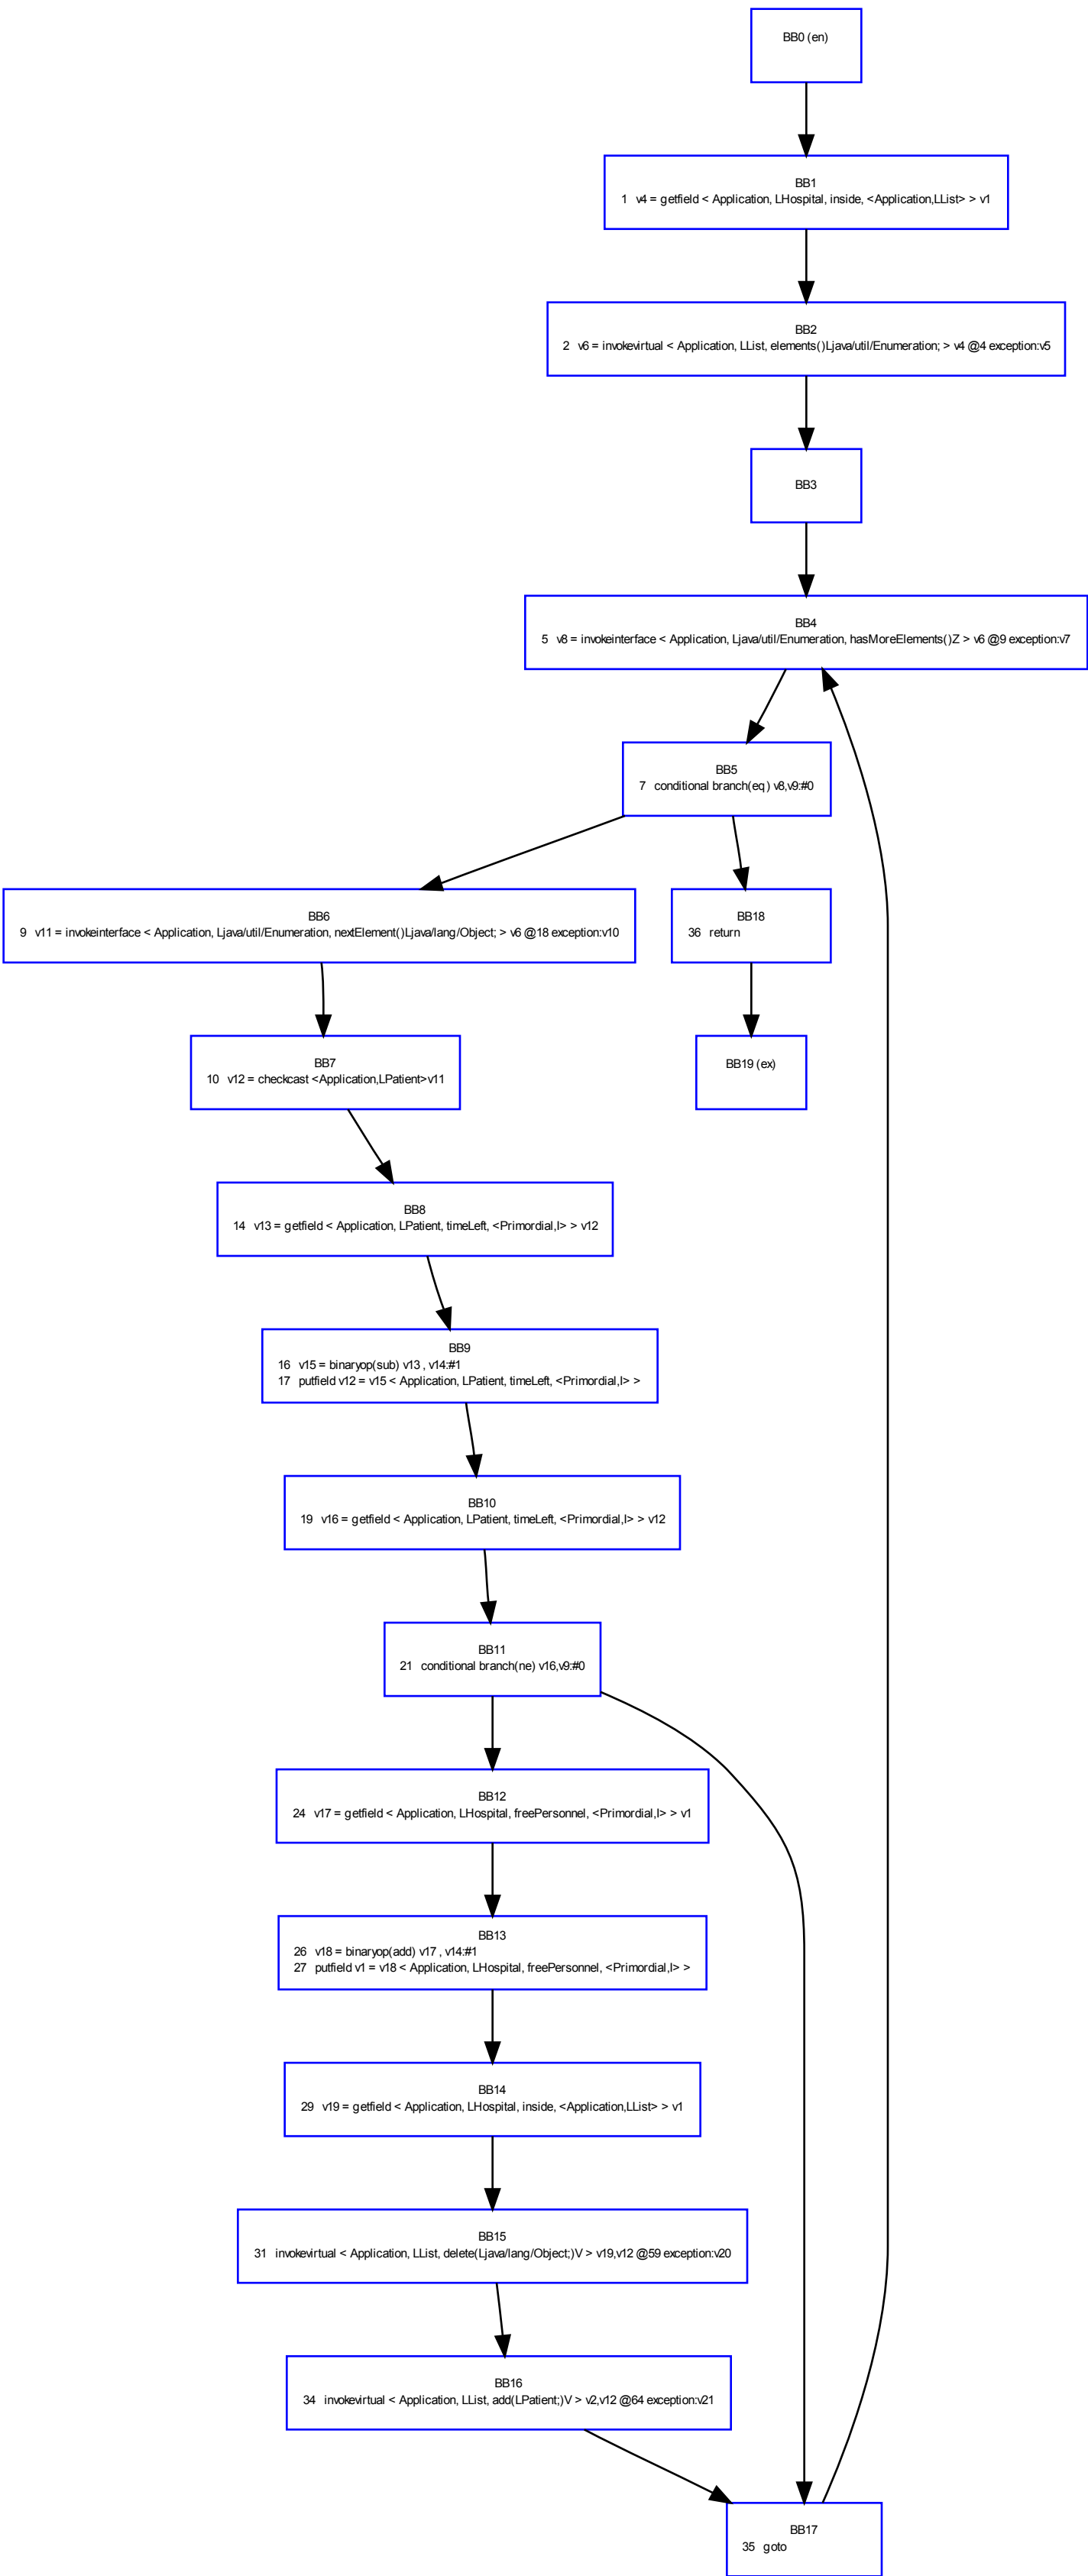 BB0 (en)
BB1
1 v4 = getfield < Application, LHospital, inside, <Application,LList> > v1
BB2
2 v6 = invokevirtual < Application, LList, elements()Ljava/util/Enumeration; > v4 @4 exception:v5
BB3
BB4
5 v8 = invokeinterface < Application, Ljava/util/Enumeration, hasMoreElements()Z > v6 @9 exception:v7
BB5
7 conditional branch(eq) v8,v9:#0
BB6
9 v11 = invokeinterface < Application, Ljava/util/Enumeration, nextElement()Ljava/lang/Object; > v6 @18 exception:v10
BB18
36 return
BB7
10 v12 = checkcast <Application,LPatient>v11
BB19 (ex)
BB8
14 v13 = getfield < Application, LPatient, timeLeft, <Primordial,I> > v12
BB9
16 v15 = binaryop(sub) v13 , v14:#1
17 putfield v12 = v15 < Application, LPatient, timeLeft, <Primordial,I> >
BB10
19 v16 = getfield < Application, LPatient, timeLeft, <Primordial,I> > v12
BB11
21 conditional branch(ne) v16,v9:#0
BB12
24 v17 = getfield < Application, LHospital, freePersonnel, <Primordial,I> > v1
BB13
26 v18 = binaryop(add) v17 , v14:#1
27 putfield v1 = v18 < Application, LHospital, freePersonnel, <Primordial,I> >
BB14
29 v19 = getfield < Application, LHospital, inside, <Application,LList> > v1
BB15
31 invokevirtual < Application, LList, delete(Ljava/lang/Object;)V > v19,v12 @59 exception:v20
BB16
34 invokevirtual < Application, LList, add(LPatient;)V > v2,v12 @64 exception:v21
BB17
35 goto